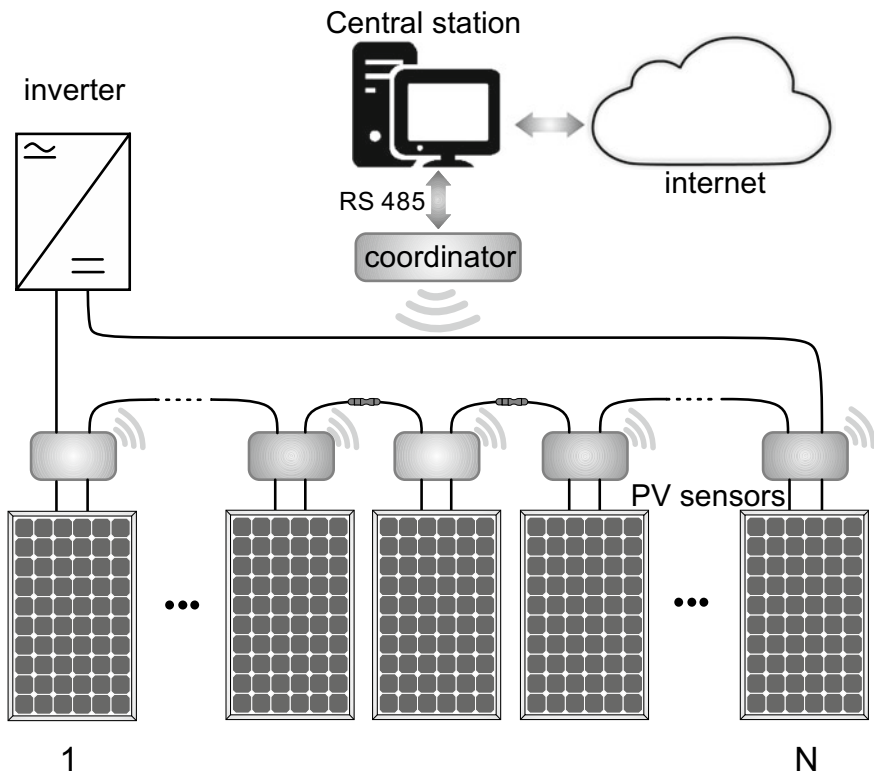 Central station
inverter
internet
RS 485
coordinator
PV sensors
1
N